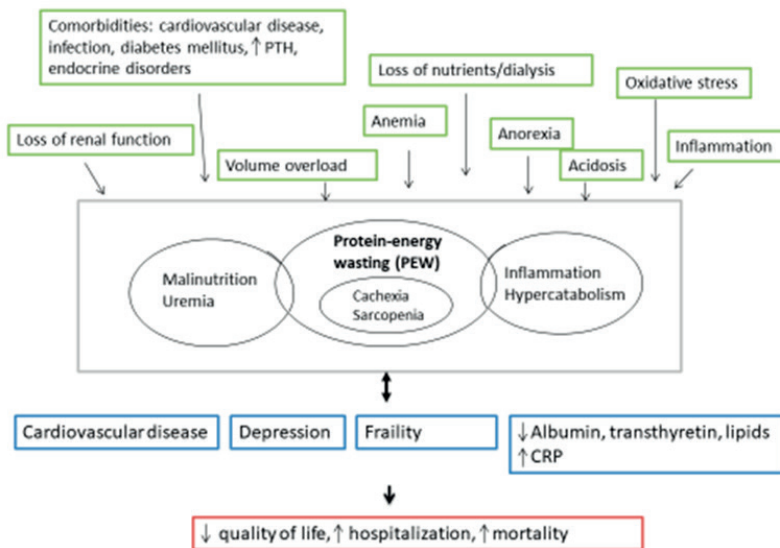 Comorbidities: cardiovascular disease,
infection, diabetes mellitus, ↑ PTH,
endocrine disorders
Loss of nutrients/dialysis
Oxidative stress
Anemia
Loss of renal function
Anorexia
Inflammation
Volume overload
Acidosis
Protein-energy
wasting (PEW)
Malinutrition
Uremia
Cachexia
Sarcopenia
Inflammation
Hypercatabolism
Cardiovascular disease
Depression
Fraility
↓ Albumin, transthyretin, lipids
↑ CRP
↓ quality of life, ↑ hospitalization, ↑ mortality